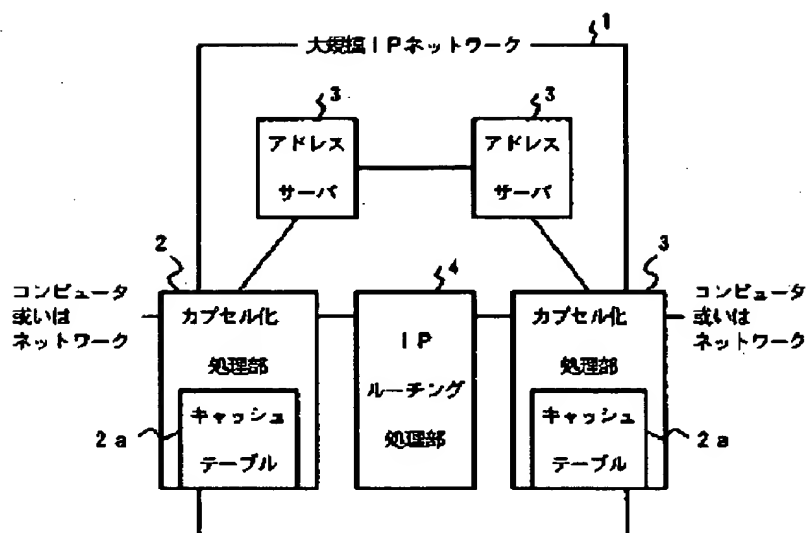 1
大規模IPネットワーク
3 3
アドレス
サーバ
アドレス
サーバ
2 4 3
コンピュータ
或いは
ネットワーク
カプセル化
処理部
キャッシュ
テーブル
2a
IP
ルーチング
処理部
カプセル化
処理部
キャッシュ
テーブル
2a
コンピュータ
或いは
ネットワーク